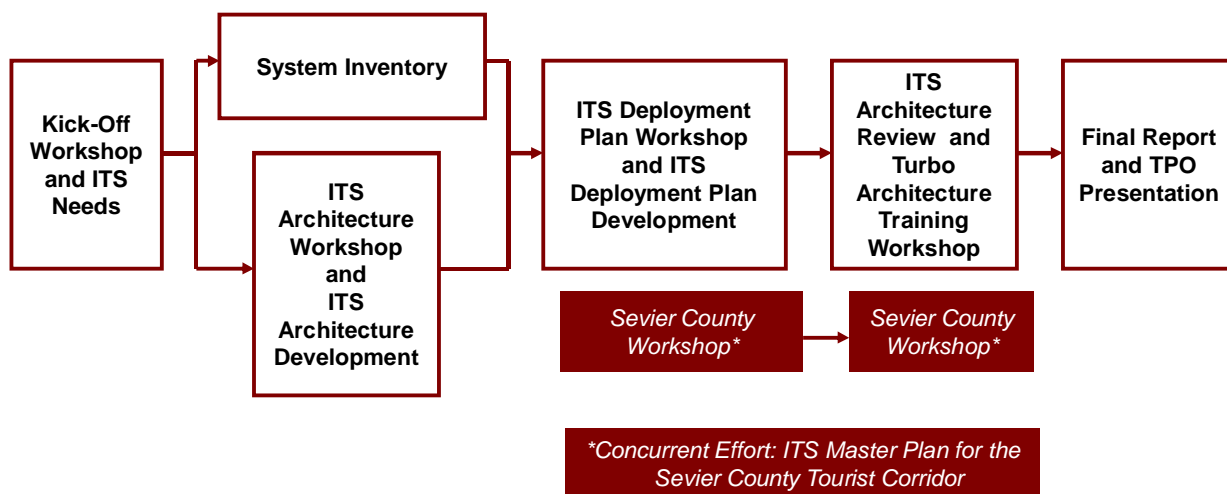 Kick-Off
Workshop
and ITS
Needs
System Inventory
ITS
Architecture
Workshop
and
ITS
Architecture
Development
ITS Deployment
Plan Workshop
and ITS
Deployment Plan
Development
ITS
Architecture
Review and
Turbo
Architecture
Training
Workshop
Final Report
and TPO
Presentation
Sevier County
Workshop*
Sevier County
Workshop*
*Concurrent Effort: ITS Master Plan for the
Sevier County Tourist Corridor